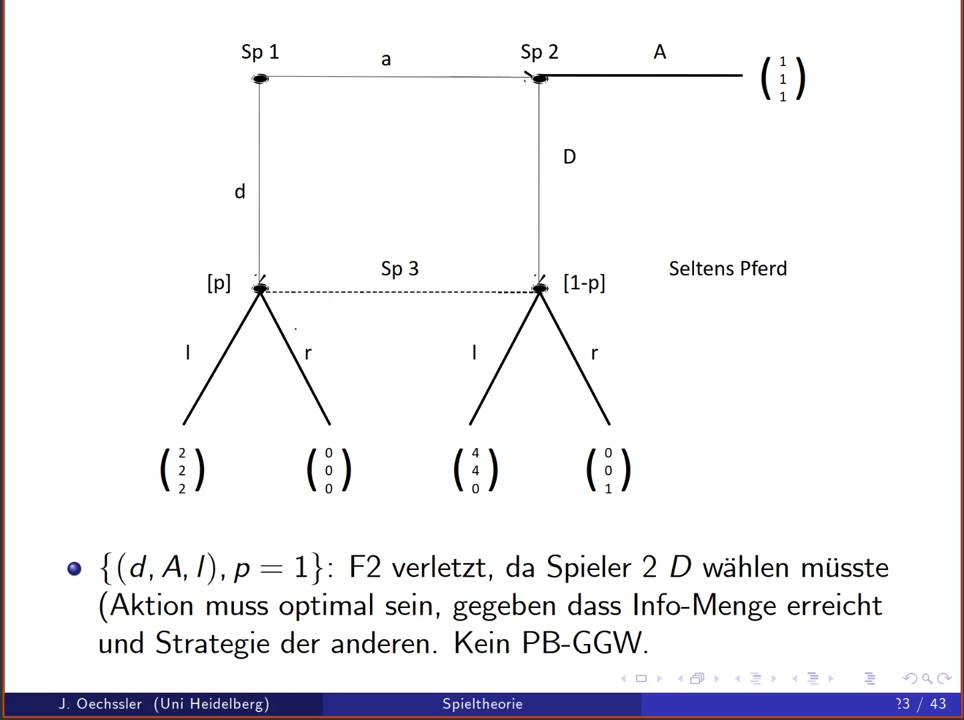 Sp 1
a
Sp 2
A
( 1 1 1 )
D
d
[p]
Sp 3
[1-p]
Seltens Pferd
l
r
l
r
( 2 2 2 )
( 0 0 0 )
( 4 4 0 )
( 0 0 1 )
{(d, A, l), p = 1}: F2 verletzt, da Spieler 2 D wählen müsste
(Aktion muss optimal sein, gegeben dass Info-Menge erreicht
und Strategie der anderen. Kein PB-GGW.
J. Oechssler (Uni Heidelberg)
Spieltheorie
23 / 43